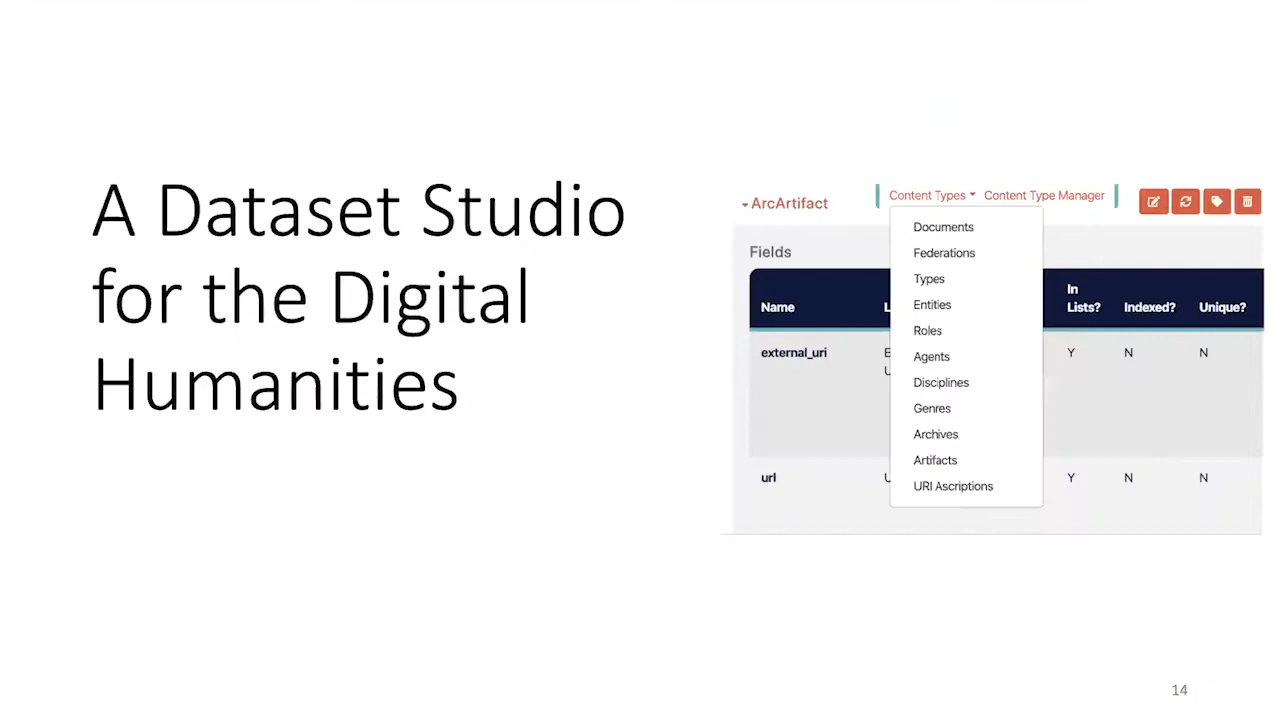 A Dataset Studio
for the Digital
Humanities
ArcArtifact
Content Types
Content Type Manager
Documents
Federations
Types
Entities
Roles
Agents
Disciplines
Genres
Archives
Artifacts
URI Ascriptions
Fields
Name
L
In
Lists?
Indexed?
Unique?
external_uri
E
U
Y
N
N
url
U
Y
N
N
14